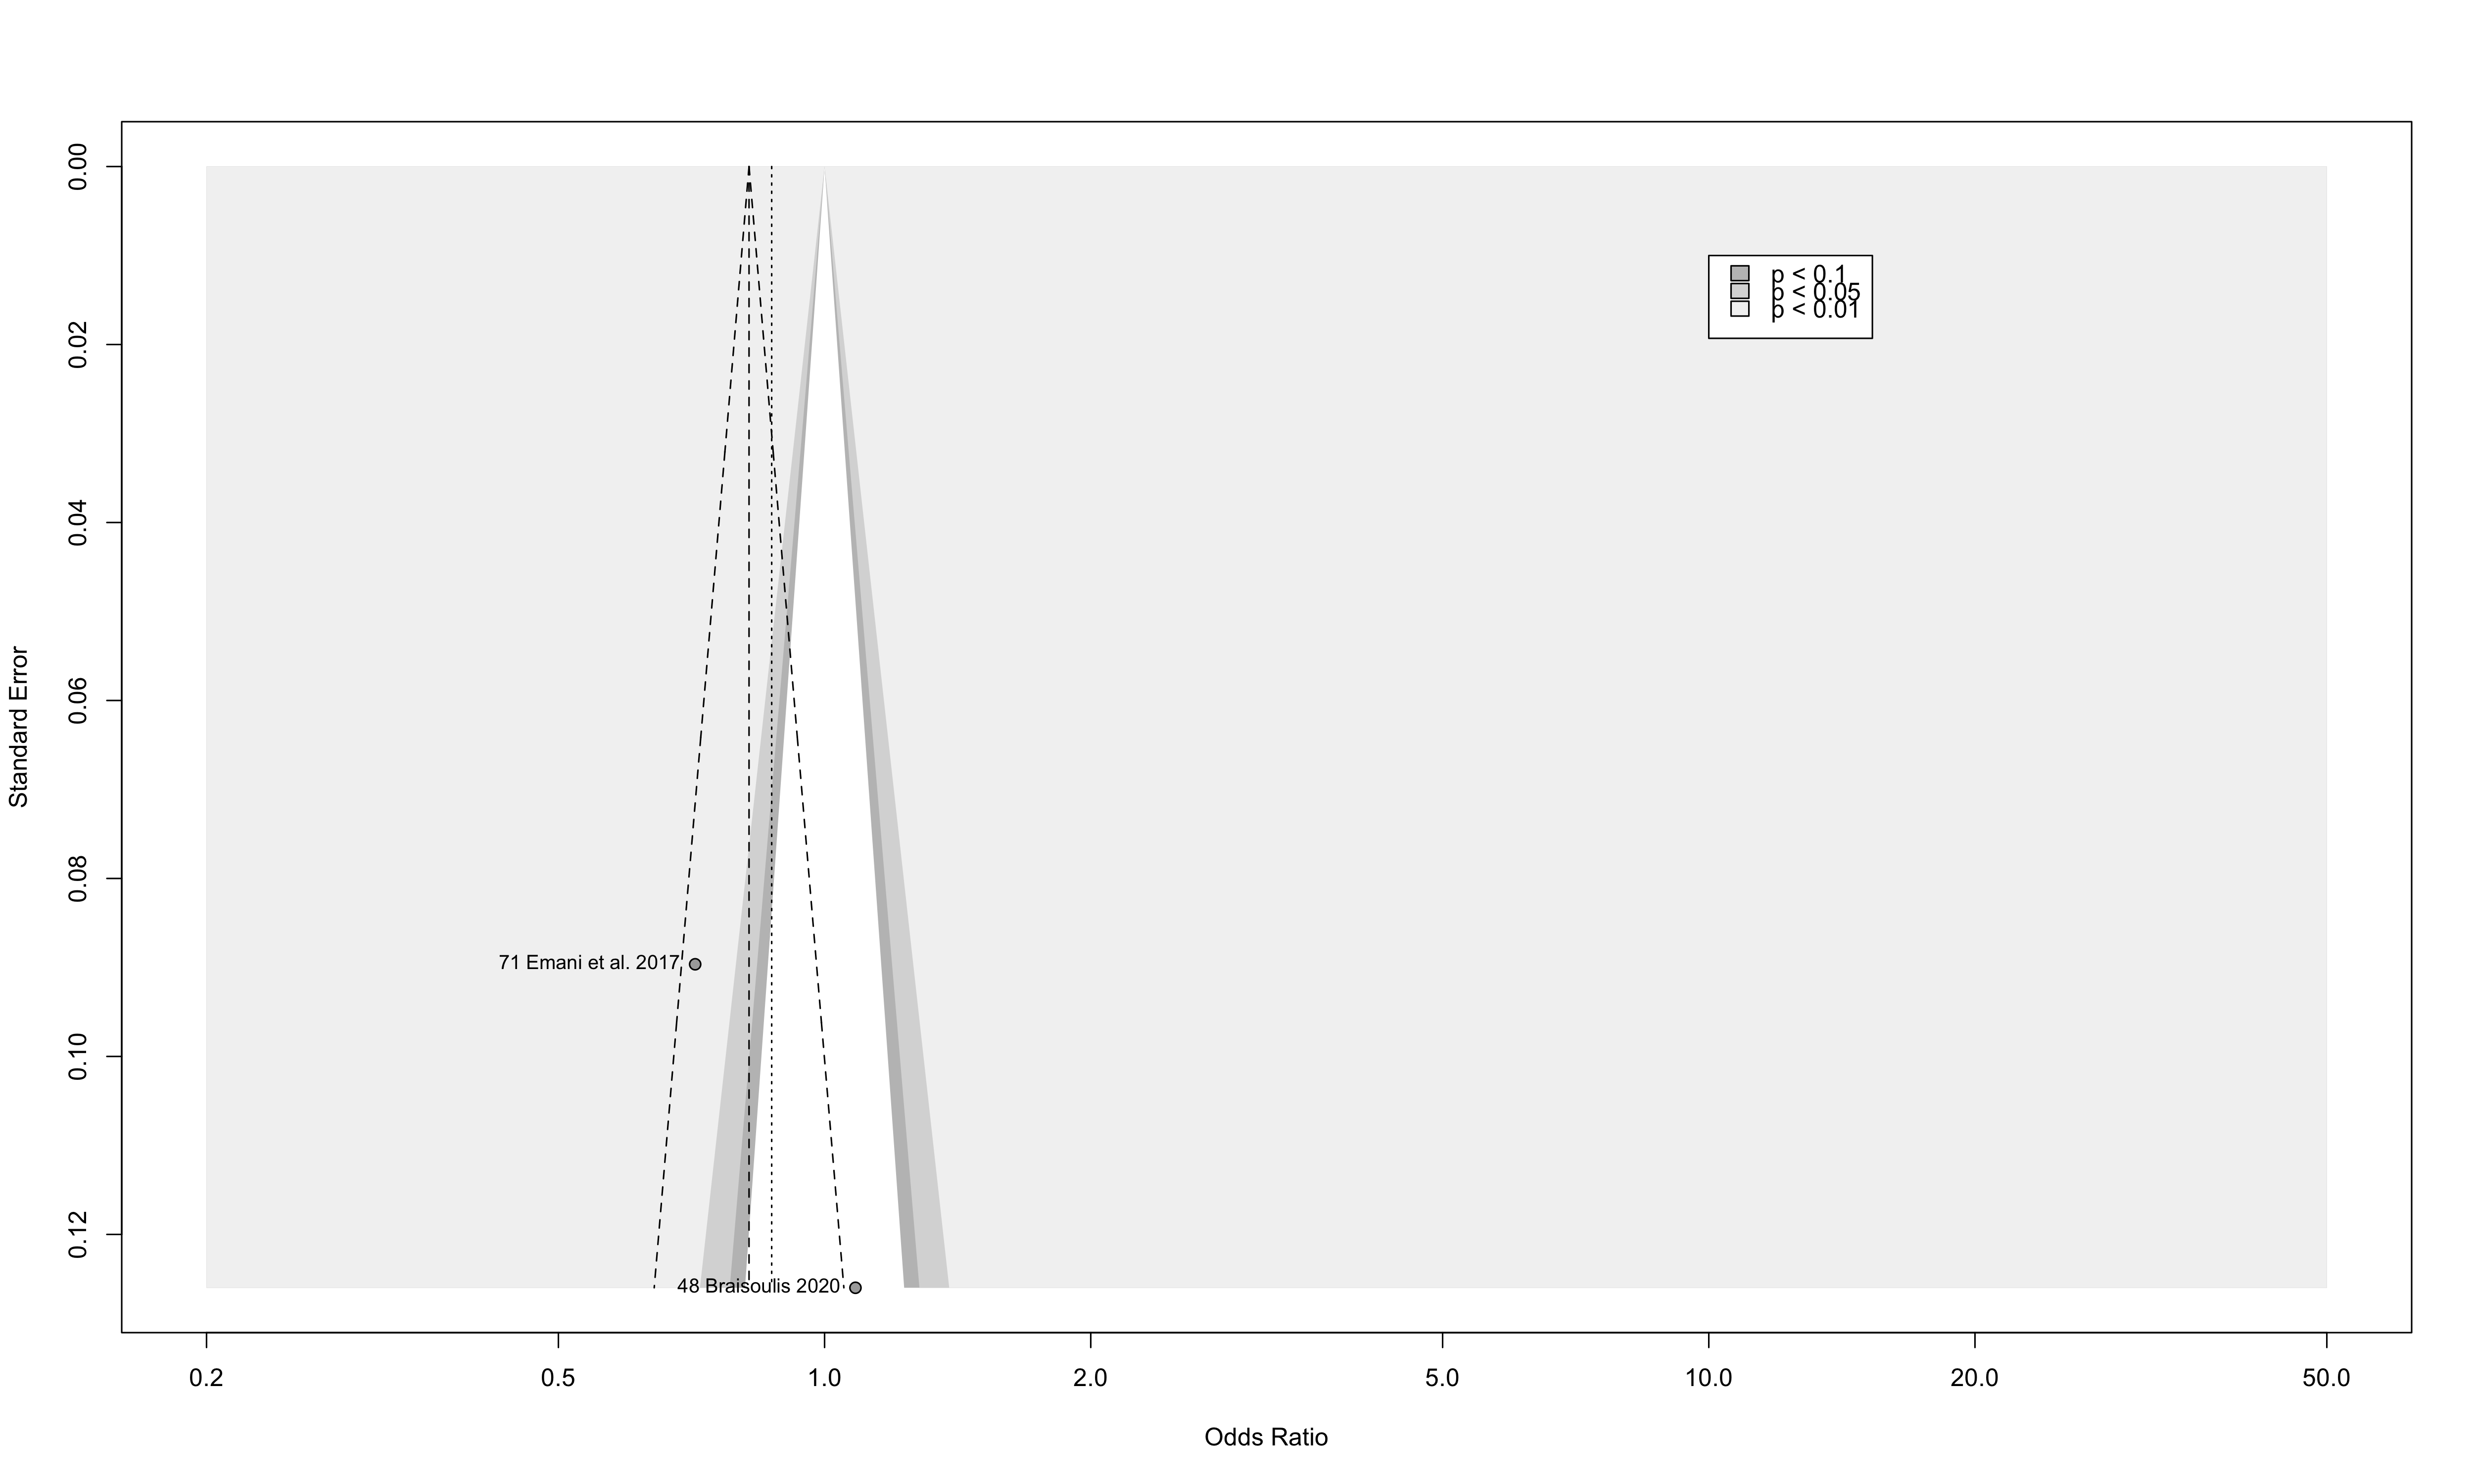 0.00
0.02
0.04
0.06
0.08
0.10
0.12
Standard Error
p < 0.1
p < 0.05
p < 0.01
71 Emani et al. 2017
48 Braisoulis 2020
0.2 0.5 1.0 2.0 5.0 10.0 20.0 50.0
Odds Ratio